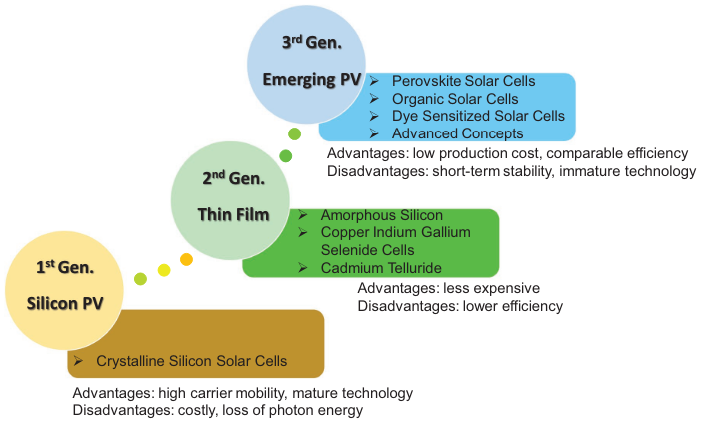 3rd Gen.
Emerging PV
➢ Perovskite Solar Cells
➢ Organic Solar Cells
➢ Dye Sensitized Solar Cells
➢ Advanced Concepts
Advantages: low production cost, comparable efficiency
Disadvantages: short-term stability, immature technology
2nd Gen.
Thin Film
➢ Amorphous Silicon
➢ Copper Indium Gallium
Selenide Cells
➢ Cadmium Telluride
Advantages: less expensive
Disadvantages: lower efficiency
1st Gen.
Silicon PV
➢ Crystalline Silicon Solar Cells
Advantages: high carrier mobility, mature technology
Disadvantages: costly, loss of photon energy